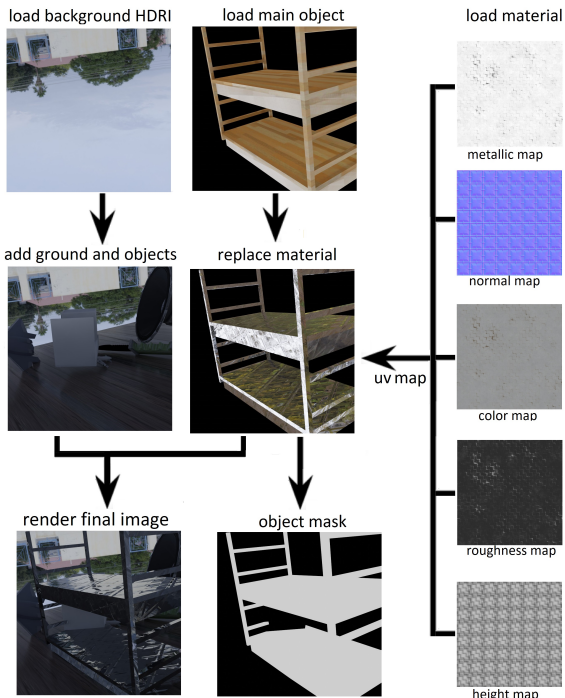 load background HDRI
load main object
load material
metallic map
add ground and objects
replace material
normal map
uv map
color map
render final image
object mask
roughness map
height map